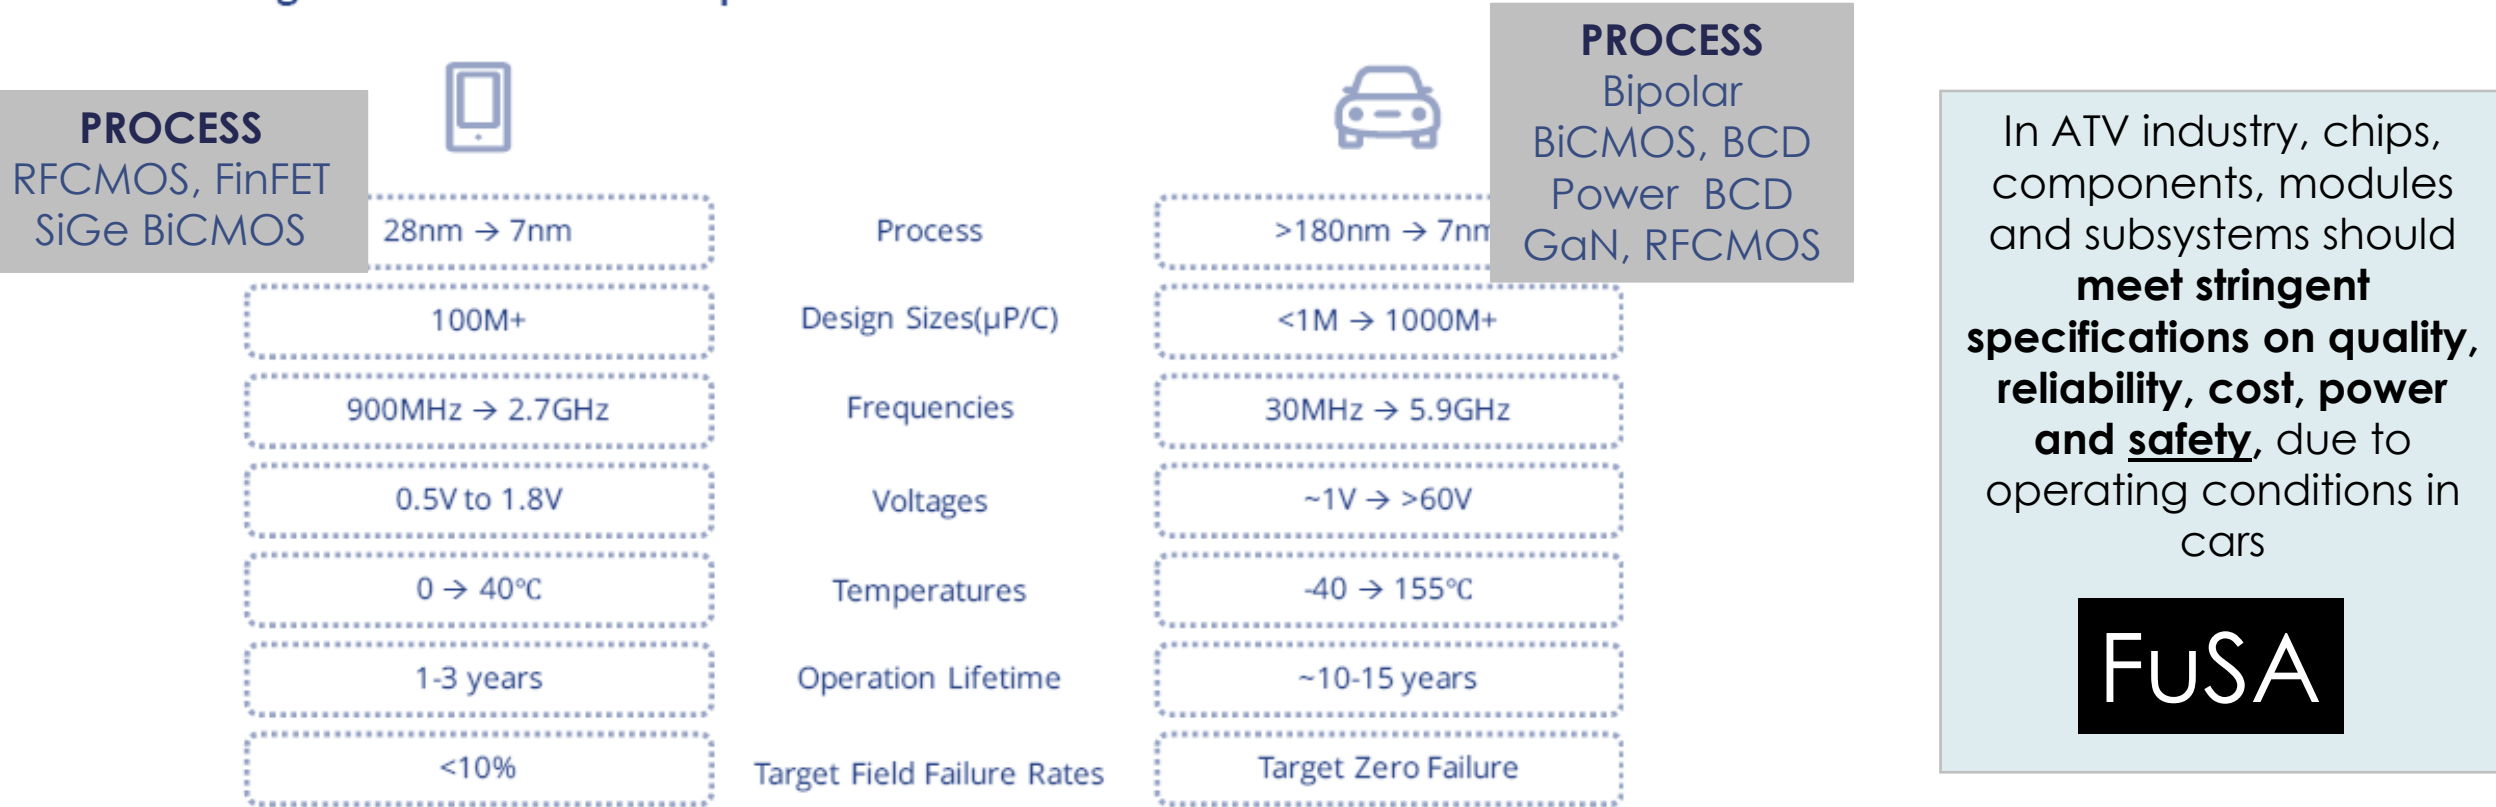 PROCESS
RFCMOS, FinFET
SiGe BiCMOS
PROCESS
Bipolar
BiCMOS, BCD
Power BCD
GaN, RFCMOS
28nm → 7nm
Process
>180nm → 7nm
100M+
Design Sizes(µP/C)
<1M → 1000M+
900MHz → 2.7GHz
Frequencies
30MHz → 5.9GHz
0.5V to 1.8V
Voltages
~1V → >60V
0 → 40℃
Temperatures
-40 → 155℃
1-3 years
Operation Lifetime
~10-15 years
<10%
Target Field Failure Rates
Target Zero Failure
In ATV industry, chips,
components, modules
and subsystems should
meet stringent
specifications on quality,
reliability, cost, power
and safety, due to
operating conditions in
cars
FuSA